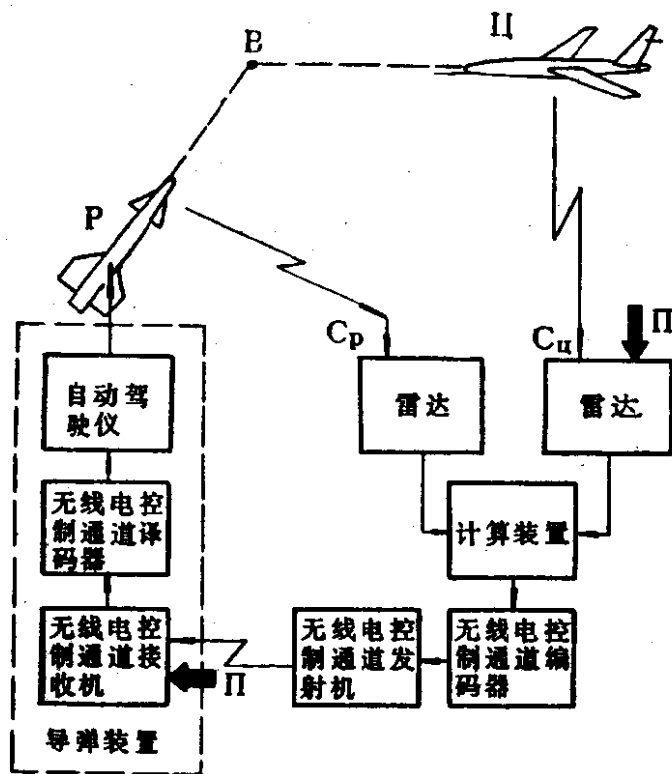 Ц
В
Р
С_р
С_ц
П
自动驾
驶仪
雷达
雷达
无线电控
制通道译
码器
计算装置
无线电控
制通道接
收机
П
无线电控
制通道发
射机
无线电控
制通道编
码器
导弹装置